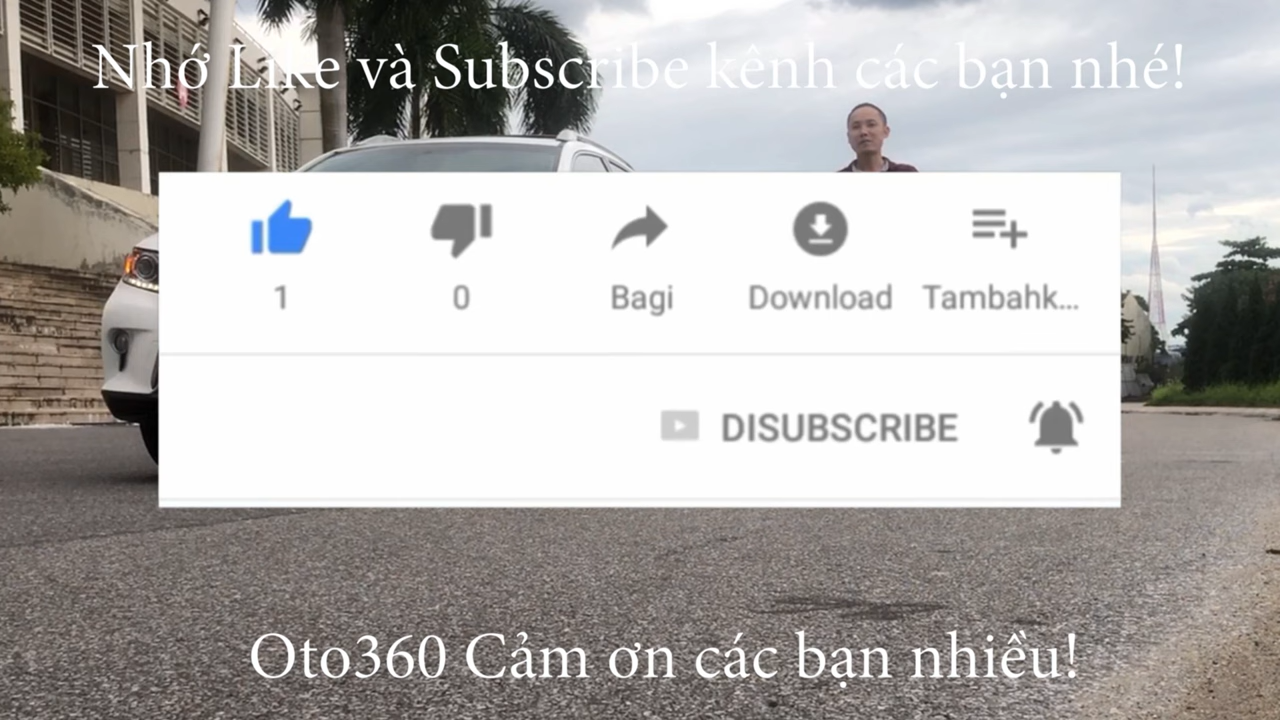 Nhớ Like và Subscribe kênh các bạn nhé!
1 0 Bagi Download Tambahk...
DISUBSCRIBE
Oto360 Cảm ơn các bạn nhiều!